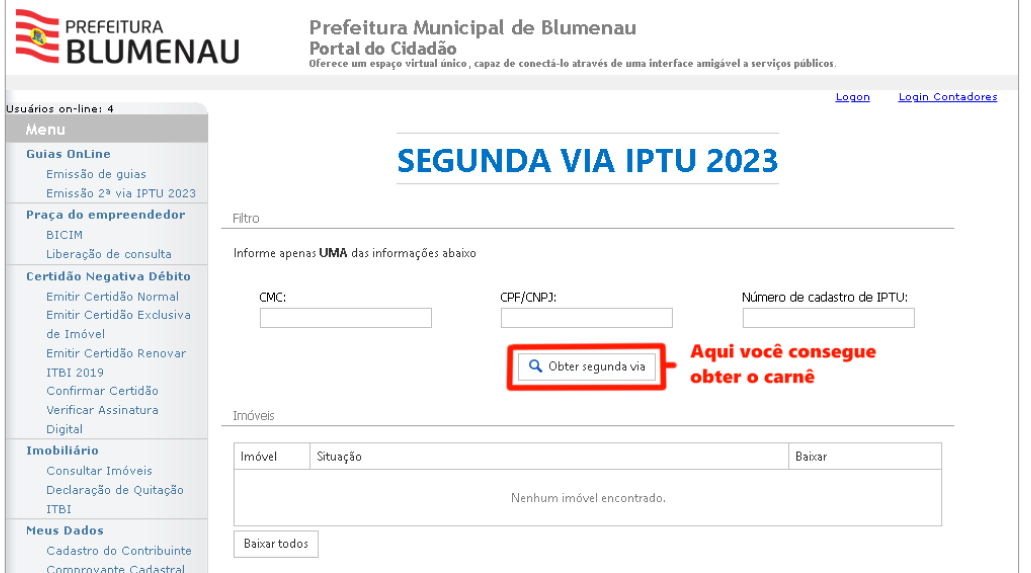 PREFEITURA
BLUMENAU
Prefeitura Municipal de Blumenau
Portal do Cidadão
Oferece um espaço virtual único, capaz de conectá-lo através de uma interface amigável a serviços públicos.
Usuários on-line: 4
Logon
Login Contadores
Menu
Guias OnLine
Emissão de guias
Emissão 2ª via IPTU 2023
Praça do empreendedor
BICIM
Liberação de consulta
Certidão Negativa Débito
Emitir Certidão Normal
Emitir Certidão Exclusiva
de Imóvel
Emitir Certidão Renovar
ITBI 2019
Confirmar Certidão
Verificar Assinatura
Digital
Imobiliário
Consultar Imóveis
Declaração de Quitação
ITBI
Meus Dados
Cadastro do Contribuinte
Comprovante Cadastral
SEGUNDA VIA IPTU 2023
Filtro
Informe apenas UMA das informações abaixo
CMC:
CPF/CNPJ:
Número de cadastro de IPTU:
Obter segunda via
Aqui você consegue
obter o carnê
Imóveis
Imóvel
Situação
Baixar
Nenhum imóvel encontrado.
Baixar todos